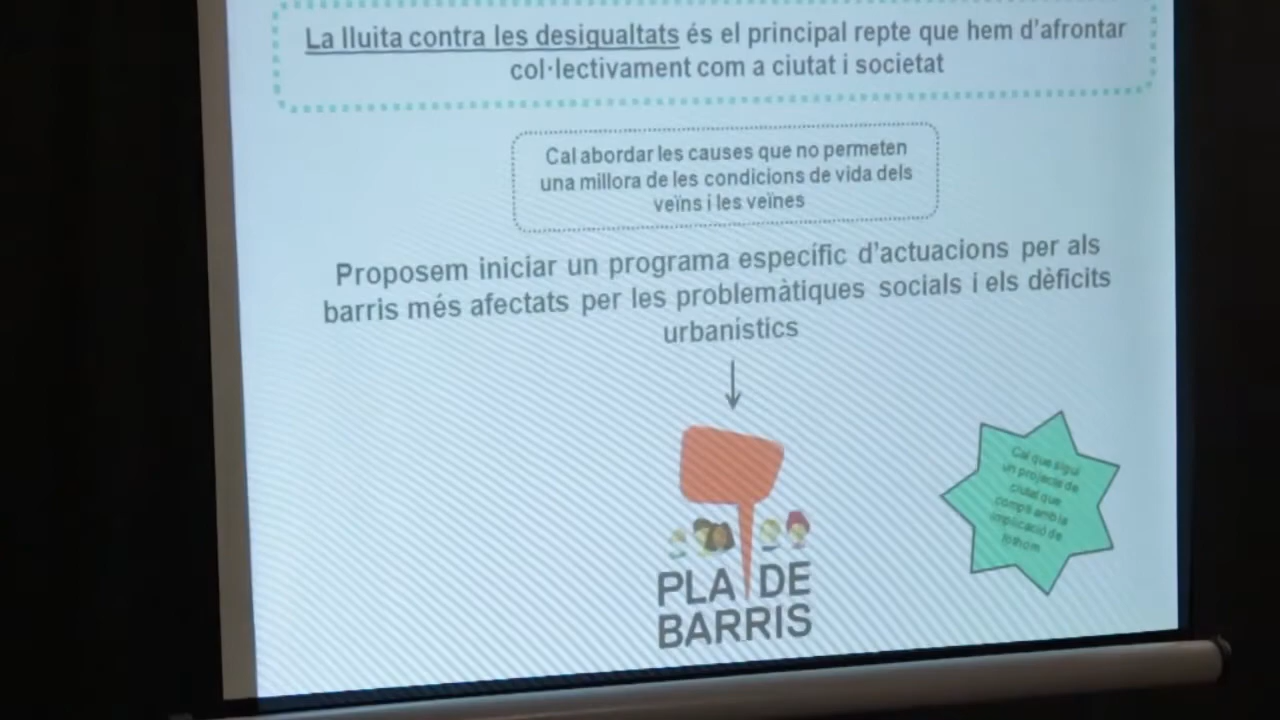 La lluita contra les desigualtats és el principal repte que hem d'afrontar
col·lectivament com a ciutat i societat
Cal abordar les causes que no permeten
una millora de les condicions de vida dels
veïns i les veïnes
Proposem iniciar un programa específic d'actuacions per als
barris més afectats per les problemàtiques socials i els dèficits
urbanístics
Cal que sigui
un projecte de
ciutat que
compti amb la
implicació de
tothom
PLA DE
BARRIS